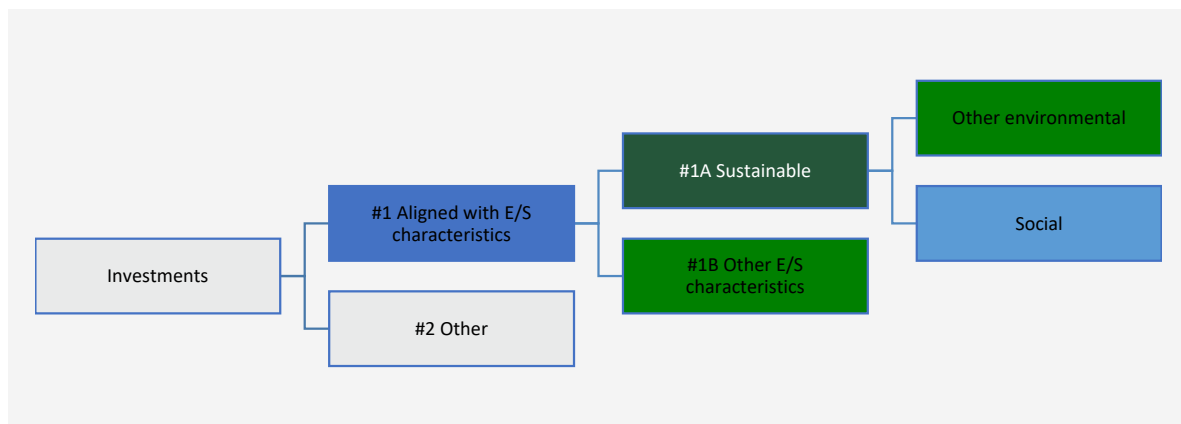 Investments
#1 Aligned with E/S
characteristics
#2 Other
#1A Sustainable
#1B Other E/S
characteristics
Other environmental
Social